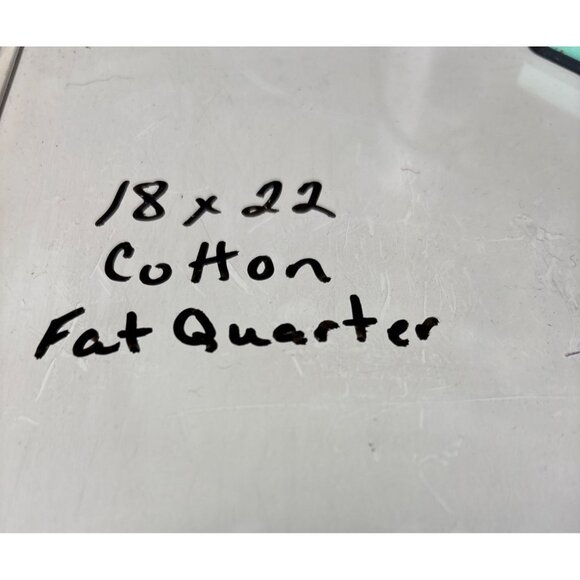 18 x 22
Cotton
Fat Quarter